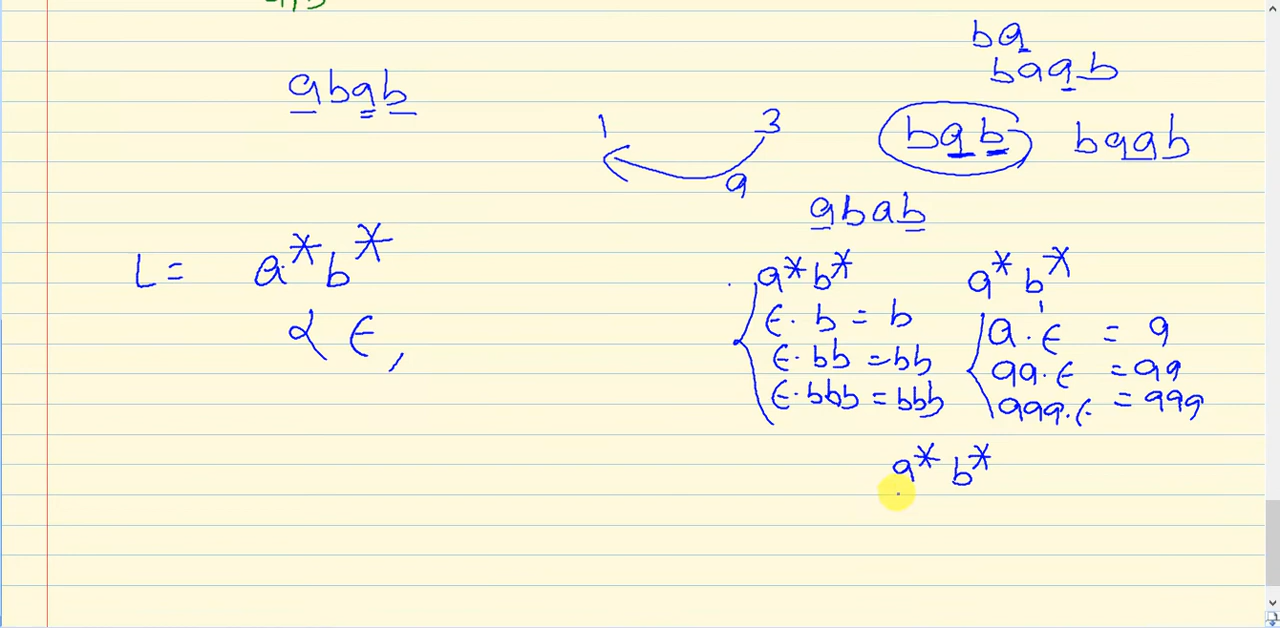 ba
baab
abab
1 3
a
bab baab
abab
L = a*b*
a*b* a*b*
ϵ. b = b
a . ϵ = a
{ ϵ,
ϵ. bb = bb
aa. ϵ = aa
ϵ. bbb = bbb
aaa. ϵ = aaa
a* b*